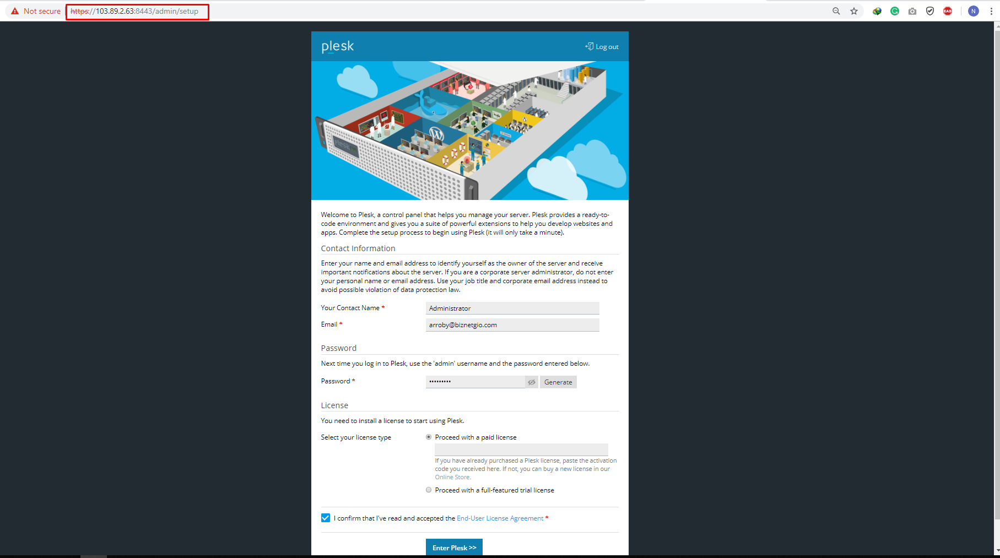 Not secure
https://103.89.2.63:8443/admin/setup
EAB
N
plesk
Log out
plesk
Welcome to Plesk, a control panel that helps you manage your server. Plesk provides a ready-to-
code environment and gives you a suite of powerful extensions to help you develop websites and
apps. Complete the setup process to begin using Plesk (it will only take a minute).
Contact Information
Enter your name and email address to identify yourself as the owner of the server and receive
important notifications about the server. If you are a corporate server administrator, do not enter
your personal name or email address. Use your job title and corporate email address instead to
avoid possible violation of data protection law.
Your Contact Name * Administrator
Email * arroby@biznetgio.com
Password
Next time you log in to Plesk, use the 'admin' username and the password entered below.
Password * ••••••••• Generate
License
You need to install a license to start using Plesk.
Select your license type Proceed with a paid license
If you have already purchased a Plesk license, paste the activation
code you received here. If not, you can buy a new license in our
Online Store.
Proceed with a full-featured trial license
I confirm that I've read and accepted the End-User License Agreement *
Enter Plesk >>